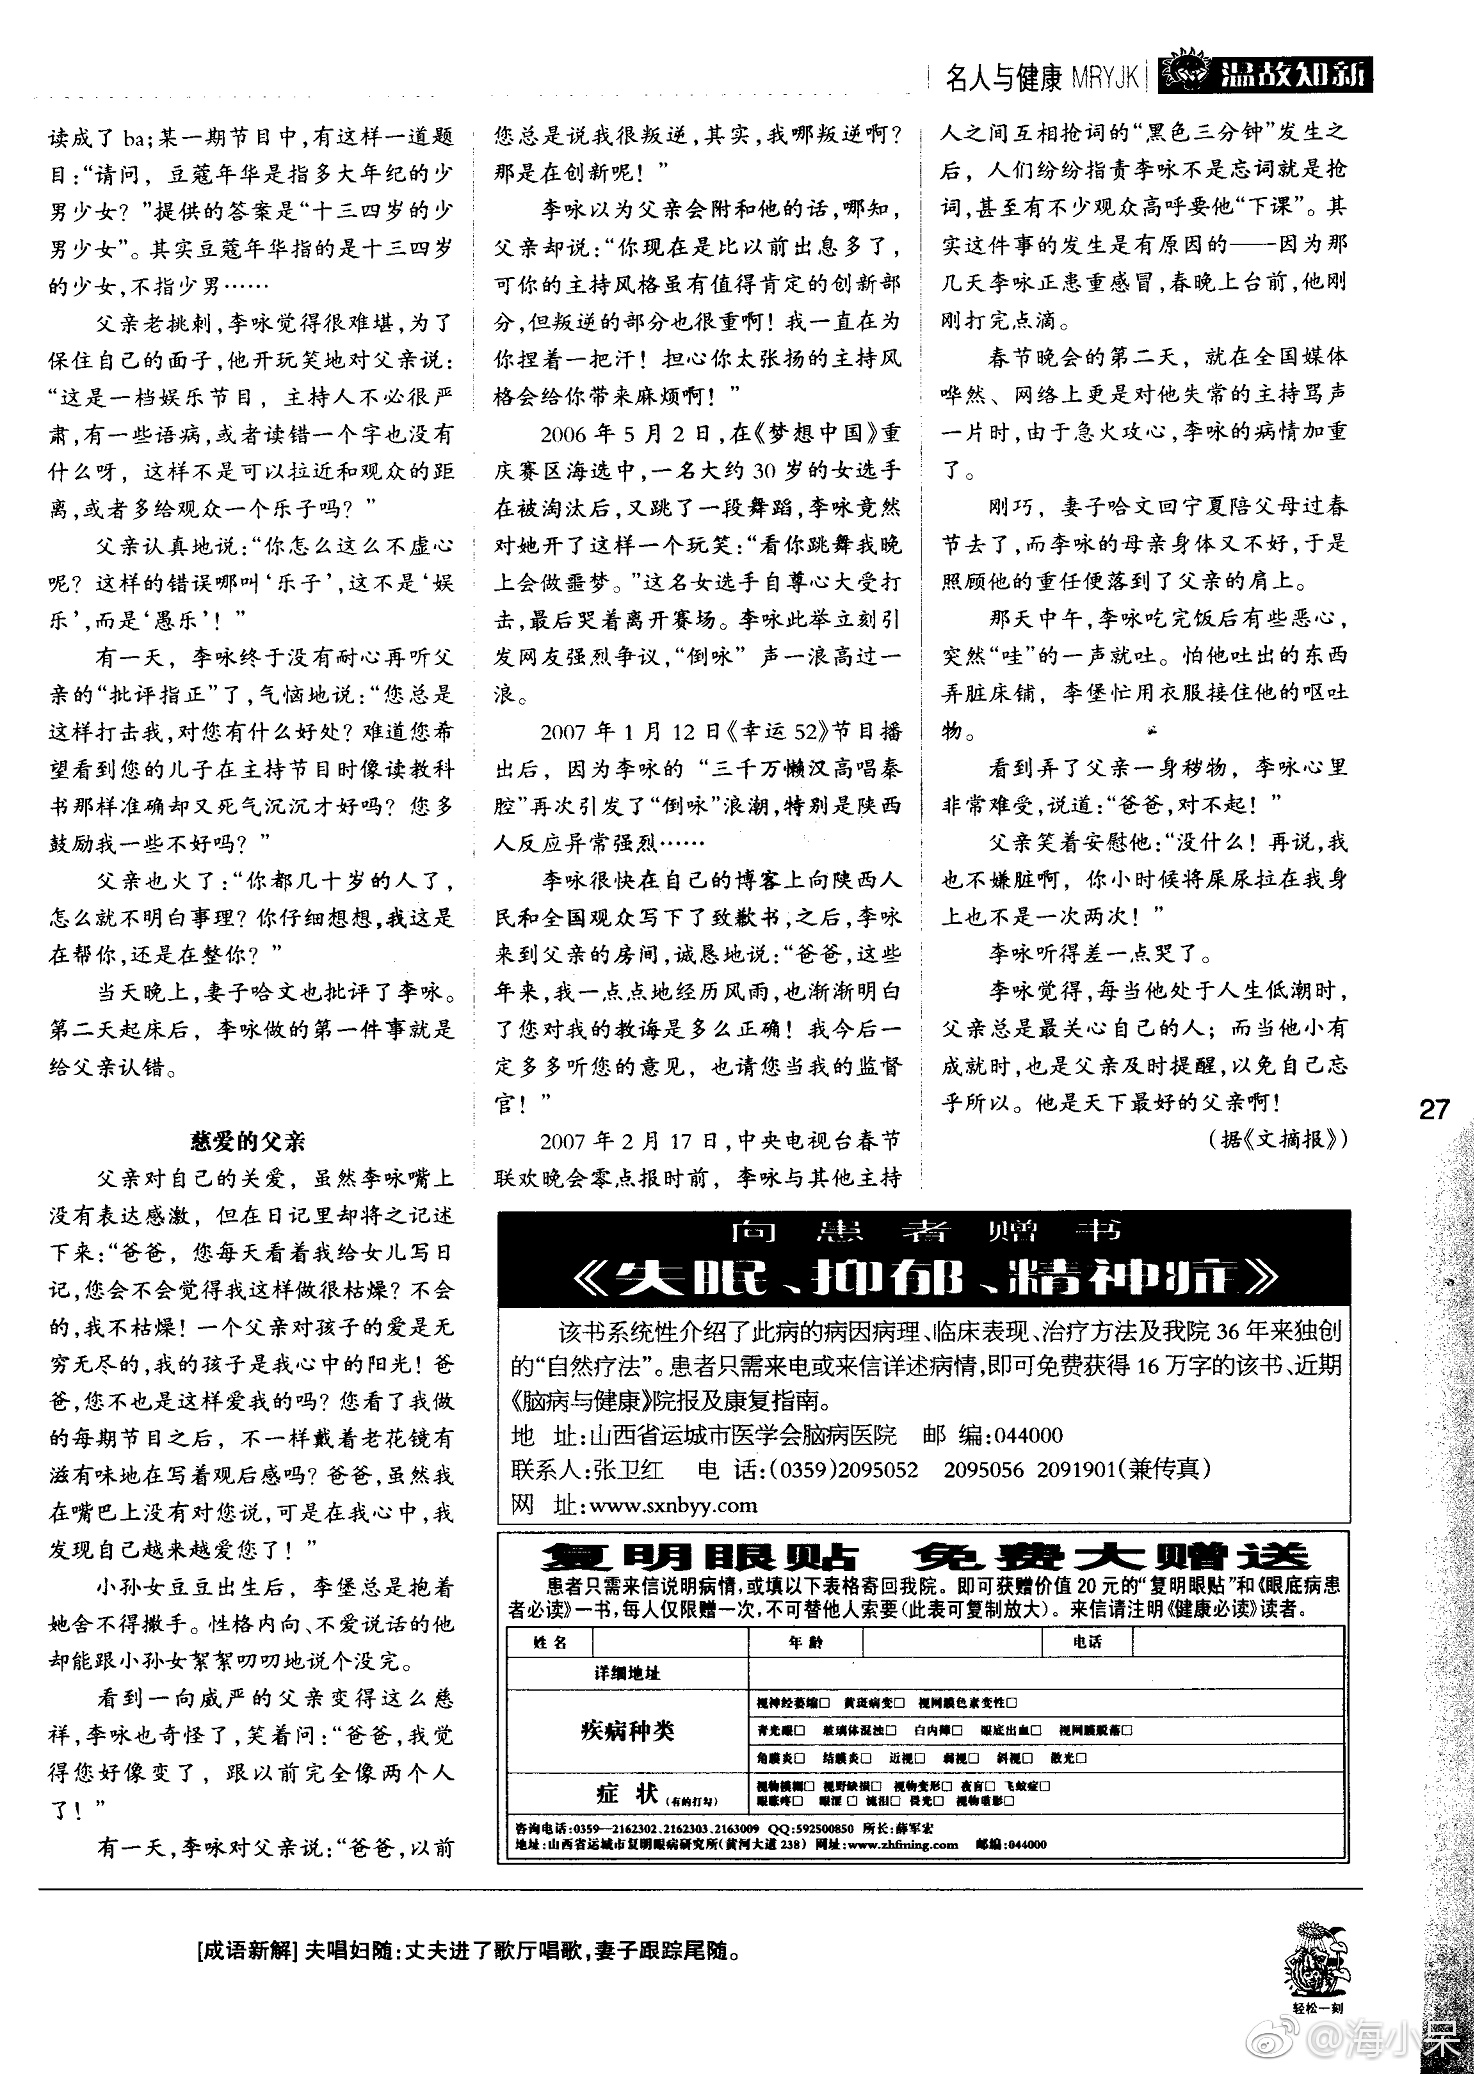 名人与健康 MRYJK 温故知新
读成了 ba;某一期节目中,有这样一道题
目:“请问，豆蔻年华是指多大年纪的少
男少女？”提供的答案是“十三四岁的少
男少女”。其实豆蔻年华指的是十三四岁
的少女,不指少男……
父亲老挑刺,李咏觉得很难堪,为了
保住自己的面子,他开玩笑地对父亲说:
“这是一档娱乐节目，主持人不必很严
肃,有一些语病,或者读错一个字也没有
什么呀，这样不是可以拉近和观众的距
离,或者多给观众一个乐子吗？”
父亲认真地说:“你怎么这么不虚心
呢？这样的错误哪叫‘乐子’,这不是‘娱
乐’,而是‘愚乐’！”
有一天，李咏终于没有耐心再听父
亲的“批评指正”了,气恼地说:“您总是
这样打击我,对您有什么好处？难道您希
望看到您的儿子在主持节目时像读教科
书那样准确却又死气沉沉才好吗？您多
鼓励我一些不好吗？”
父亲也火了:“你都几十岁的人了，
怎么就不明白事理？你仔细想想,我这是
在帮你,还是在整你？”
当天晚上,妻子哈文也批评了李咏。
第二天起床后，李咏做的第一件事就是
给父亲认错。
慈爱的父亲
父亲对自己的关爱，虽然李咏嘴上
没有表达感激，但在日记里却将之记述
下来:“爸爸，您每天看着我给女儿写日
记,您会不会觉得我这样做很枯燥？不会
的,我不枯燥！一个父亲对孩子的爱是无
穷无尽的,我的孩子是我心中的阳光！爸
爸,您不也是这样爱我的吗？您看了我做
的每期节目之后，不一样戴着老花镜有
滋有味地在写着观后感吗？爸爸,虽然我
在嘴巴上没有对您说,可是在我心中,我
发现自己越来越爱您了！”
小孙女豆豆出生后，李堡总是抱着
她舍不得撒手。性格内向、不爱说话的他
却能跟小孙女絮絮叨叨地说个没完。
看到一向威严的父亲变得这么慈
祥,李咏也奇怪了,笑着问:“爸爸,我觉
得您好像变了，跟以前完全像两个人
了！”
有一天,李咏对父亲说:“爸爸,以前
您总是说我很叛逆,其实,我哪叛逆啊？
那是在创新呢！”
李咏以为父亲会附和他的话,哪知，
父亲却说:“你现在是比以前出息多了，
可你的主持风格虽有值得肯定的创新部
分,但叛逆的部分也很重啊！我一直在为
你捏着一把汗！担心你太张扬的主持风
格会给你带来麻烦啊！”
2006 年 5 月 2 日,在《梦想中国》重
庆赛区海选中,一名大约 30 岁的女选手
在被淘汰后,又跳了一段舞蹈,李咏竟然
对她开了这样一个玩笑:“看你跳舞我晚
上会做噩梦。”这名女选手自尊心大受打
击,最后哭着离开赛场。李咏此举立刻引
发网友强烈争议,“倒咏” 声一浪高过一
浪。
2007 年 1 月 12 日《幸运 52》节目播
出后，因为李咏的“三千万懒汉高唱秦
腔”再次引发了“倒咏”浪潮,特别是陕西
人反应异常强烈……
李咏很快在自己的博客上向陕西人
民和全国观众写下了致歉书,之后,李咏
来到父亲的房间,诚恳地说:“爸爸,这些
年来,我一点点地经历风雨,也渐渐明白
了您对我的教诲是多么正确！我今后一
定多多听您的意见，也请您当我的监督
官！”
2007 年 2 月 17 日,中央电视台春节
联欢晚会零点报时前，李咏与其他主持
人之间互相抢词的“黑色三分钟”发生之
后，人们纷纷指责李咏不是忘词就是抢
词,甚至有不少观众高呼要他“下课”。其
实这件事的发生是有原因的——因为那
几天李咏正患重感冒,春晚上台前,他刚
刚打完点滴。
春节晚会的第二天，就在全国媒体
哗然、网络上更是对他失常的主持骂声
一片时,由于急火攻心,李咏的病情加重
了。
刚巧，妻子哈文回宁夏陪父母过春
节去了,而李咏的母亲身体又不好,于是
照顾他的重任便落到了父亲的肩上。
那天中午,李咏吃完饭后有些恶心，
突然“哇”的一声就吐。怕他吐出的东西
弄脏床铺，李堡忙用衣服接住他的呕吐
物。
看到弄了父亲一身秽物，李咏心里
非常难受,说道:“爸爸,对不起！”
父亲笑着安慰他:“没什么！再说,我
也不嫌脏啊，你小时候将屎尿拉在我身
上也不是一次两次！”
李咏听得差一点哭了。
李咏觉得,每当他处于人生低潮时，
父亲总是最关心自己的人；而当他小有
成就时,也是父亲及时提醒,以免自己忘
乎所以。他是天下最好的父亲啊！
（据《文摘报》）
27
向患者赠书
《失眠、抑郁、精神症》
该书系统性介绍了此病的病因病理、临床表现、治疗方法及我院 36 年来独创
的“自然疗法”。患者只需来电或来信详述病情,即可免费获得 16 万字的该书、近期
《脑病与健康》院报及康复指南。
地 址:山西省运城市医学会脑病医院 邮 编:044000
联系人:张卫红 电 话:(0359)2095052 2095056 2091901(兼传真)
网 址:www.sxnbyy.com
复明眼贴 免费大赠送
患者只需来信说明病情,或填以下表格寄回我院。即可获赠价值 20 元的“复明眼贴”和《眼底病患
者必读》一书,每人仅限赠一次,不可替他人索要(此表可复制放大)。来信请注明《健康必读》读者。
姓名 年龄 电话
详细地址
疾病种类
视神经萎缩□ 黄斑病变□ 视网膜色素变性□
青光眼□ 玻璃体混浊□ 白内障□ 眼底出血□ 视网膜脱落□
角膜炎□ 结膜炎□ 近视□ 弱视□ 斜视□ 散光□
症 状(有的打勾)
视物模糊□ 视野缺损□ 视物变形□ 夜盲□ 飞蚊症□
眼胀疼□ 眼涩□ 流泪□ 畏光□ 视物重影□
咨询电话:0359—2162302、2162303、2163009 QQ:592500850 所长:薛军宏
地址:山西省运城市复明眼病研究所(黄河大道 238) 网址:www.zhfming.com 邮编:044000
[成语新解] 夫唱妇随:丈夫进了歌厅唱歌,妻子跟踪尾随。
轻松一刻
@海小呆